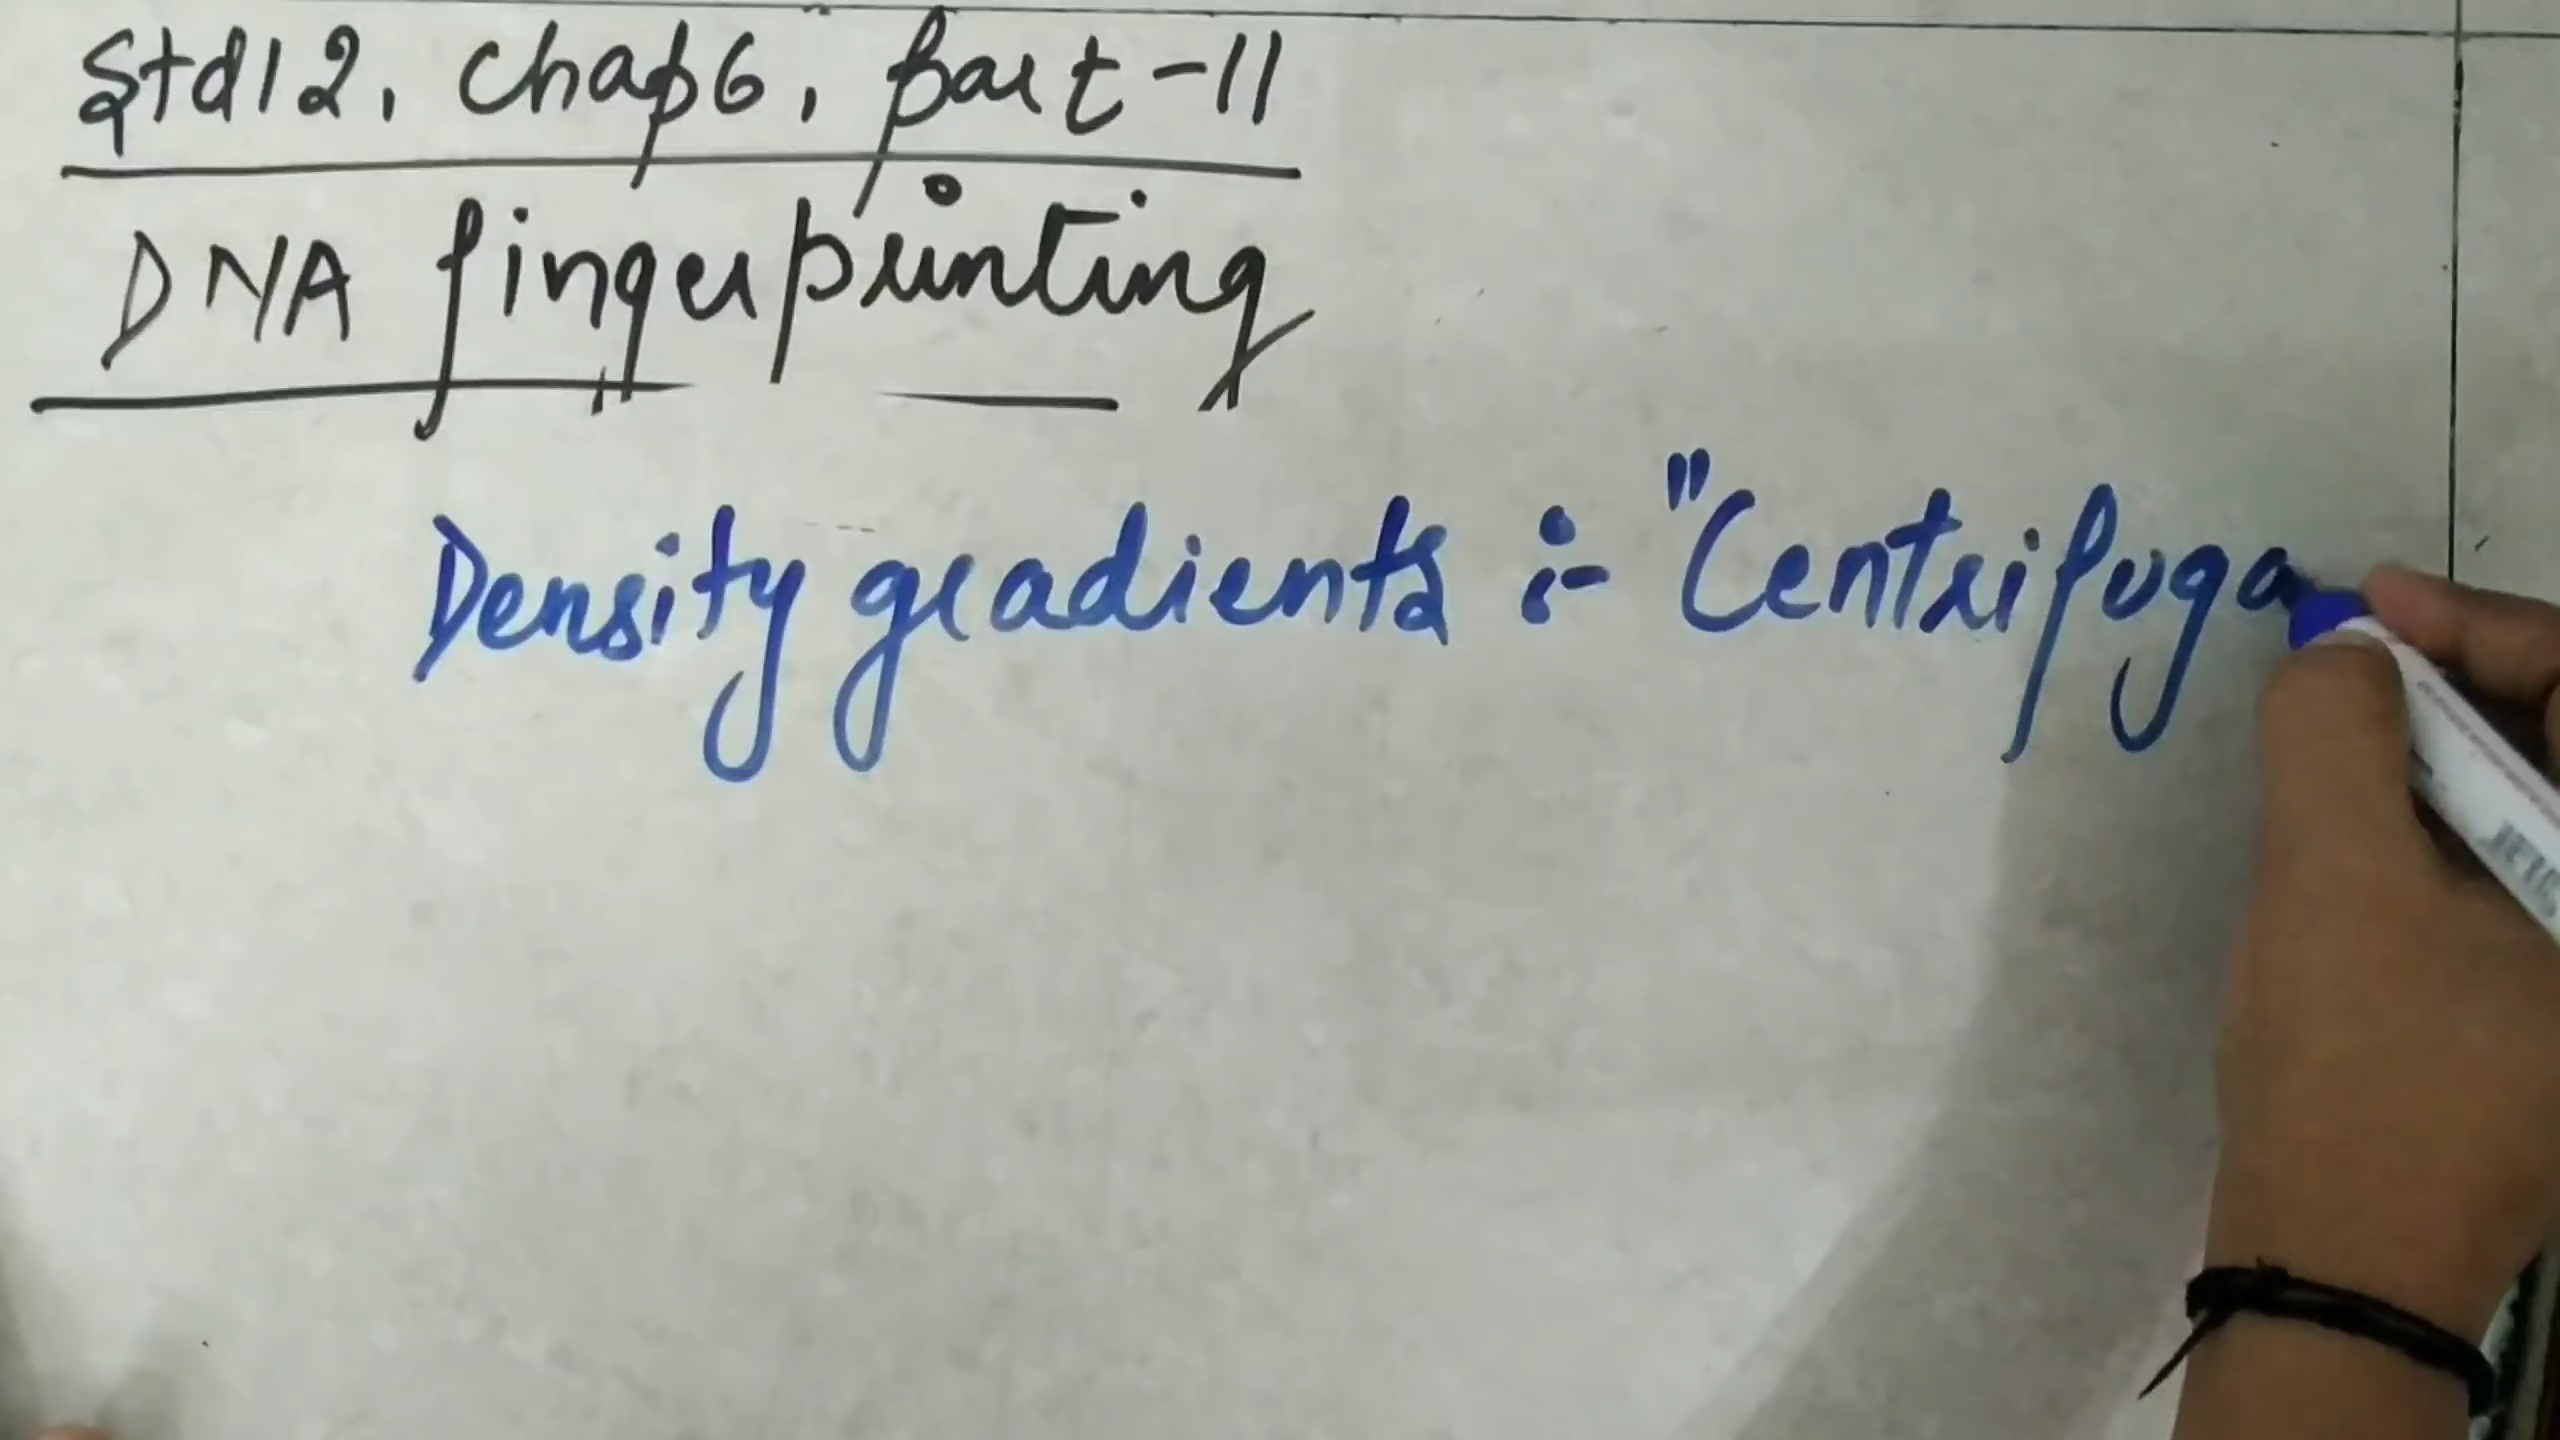 Std12, Chap6, Part-11
DNA fingerprinting
Density gradients :- "Centrifuga